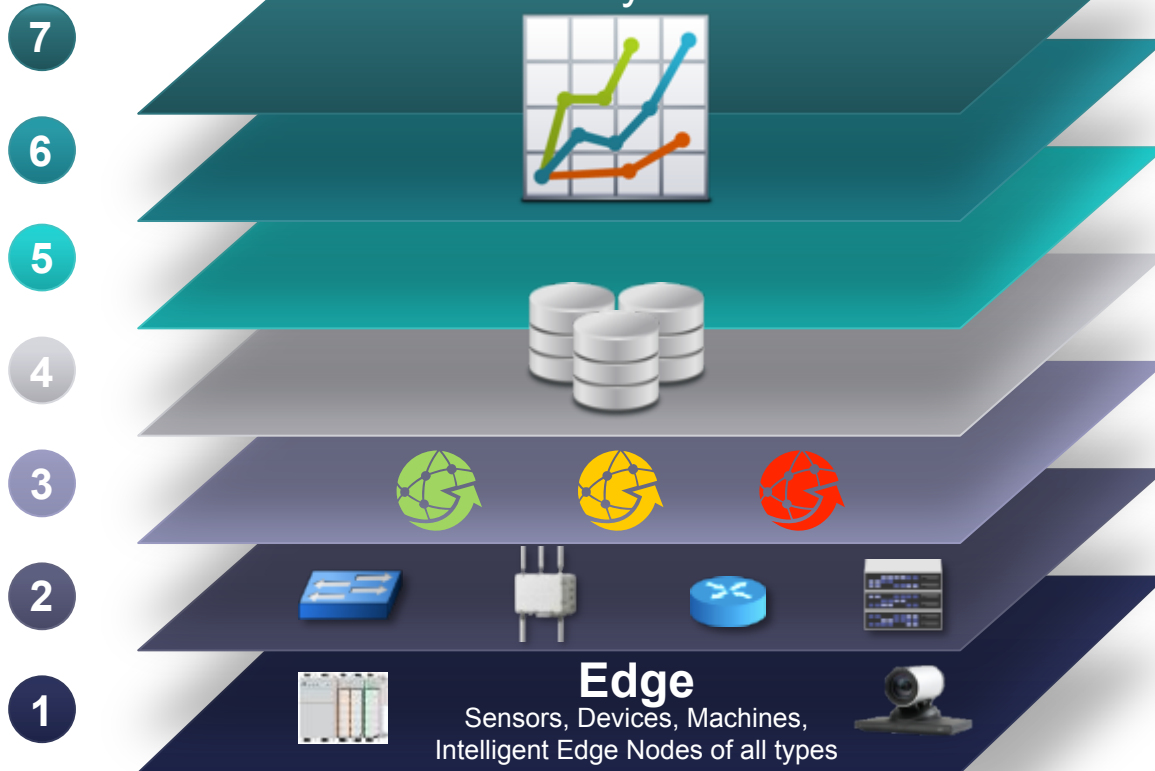 7
6
5
4
3
2
1
Edge
Sensors, Devices, Machines,
Intelligent Edge Nodes of all types